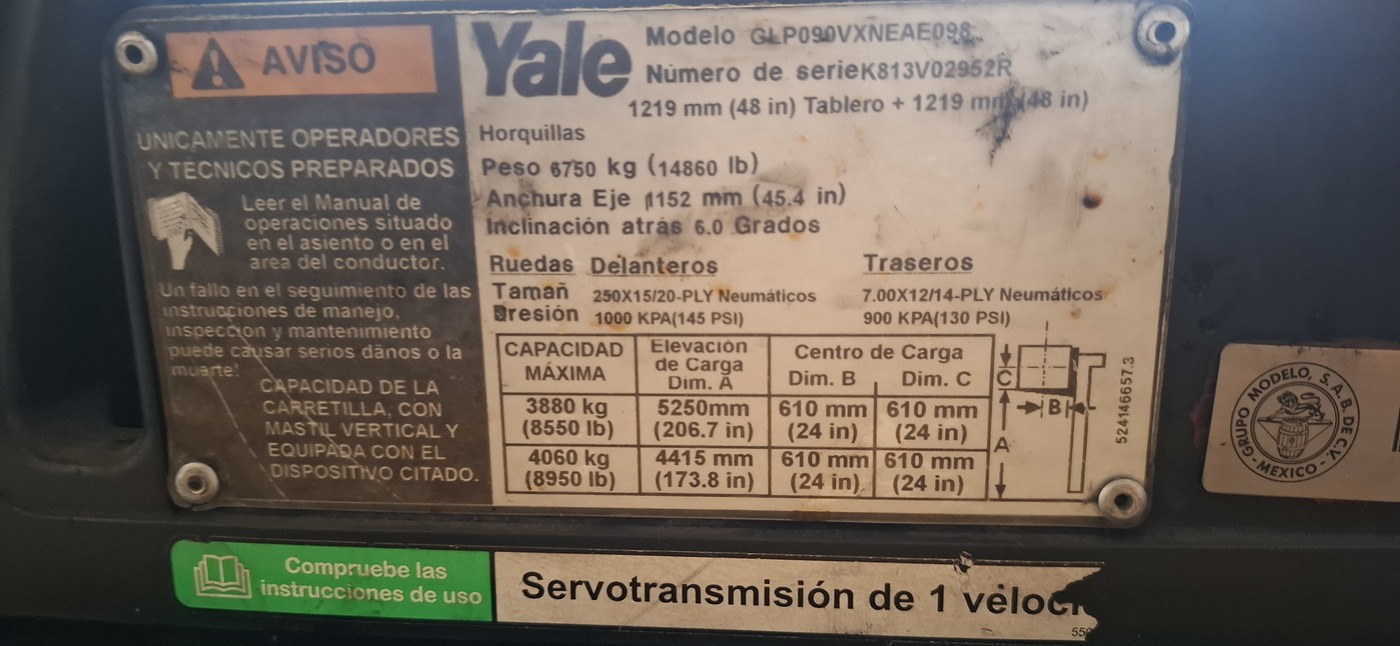 AVISO
UNICAMENTE OPERADORES
Y TÉCNICOS PREPARADOS
Leer el Manual de
operaciones situado
en el asiento o en el
area del conductor.
Un fallo en el seguimiento de las
instrucciones de manejo,
inspección y mantenimiento
puede causar serios dãnos o la
muerte!
CAPACIDAD DE LA
CARRETILLA, CON
MASTIL VERTICAL Y
EQUIPADA CON EL
DISPOSITIVO CITADO.
Yale
Modelo GLP090VXNEAE098
Número de serieK813V02952R
1219 mm (48 in) Tablero + 1219 mm (48 in)
Horquillas
Peso 6750 kg (14860 lb)
Anchura Eje 1152 mm (45.4 in)
Inclinación atrás 6.0 Grados
Ruedas Delanteros Traseros
Tamañ 250X15/20-PLY Neumáticos 7.00X12/14-PLY Neumáticos
Presión 1000 KPA(145 PSI) 900 KPA(130 PSI)
CAPACIDAD MÁXIMA
Elevación de Carga Dim. A
Centro de Carga
Dim. B Dim. C
3880 kg 5250mm 610 mm 610 mm
(8550 lb) (206.7 in) (24 in) (24 in)
4060 kg 4415 mm 610 mm 610 mm
(8950 lb) (173.8 in) (24 in) (24 in)
C
B
A
524146657.3
GRUPO MODELO, S.A.B. DE C.V.
- MEXICO -
Compruebe las
instrucciones de uso
Servotransmisión de 1 veloci
550